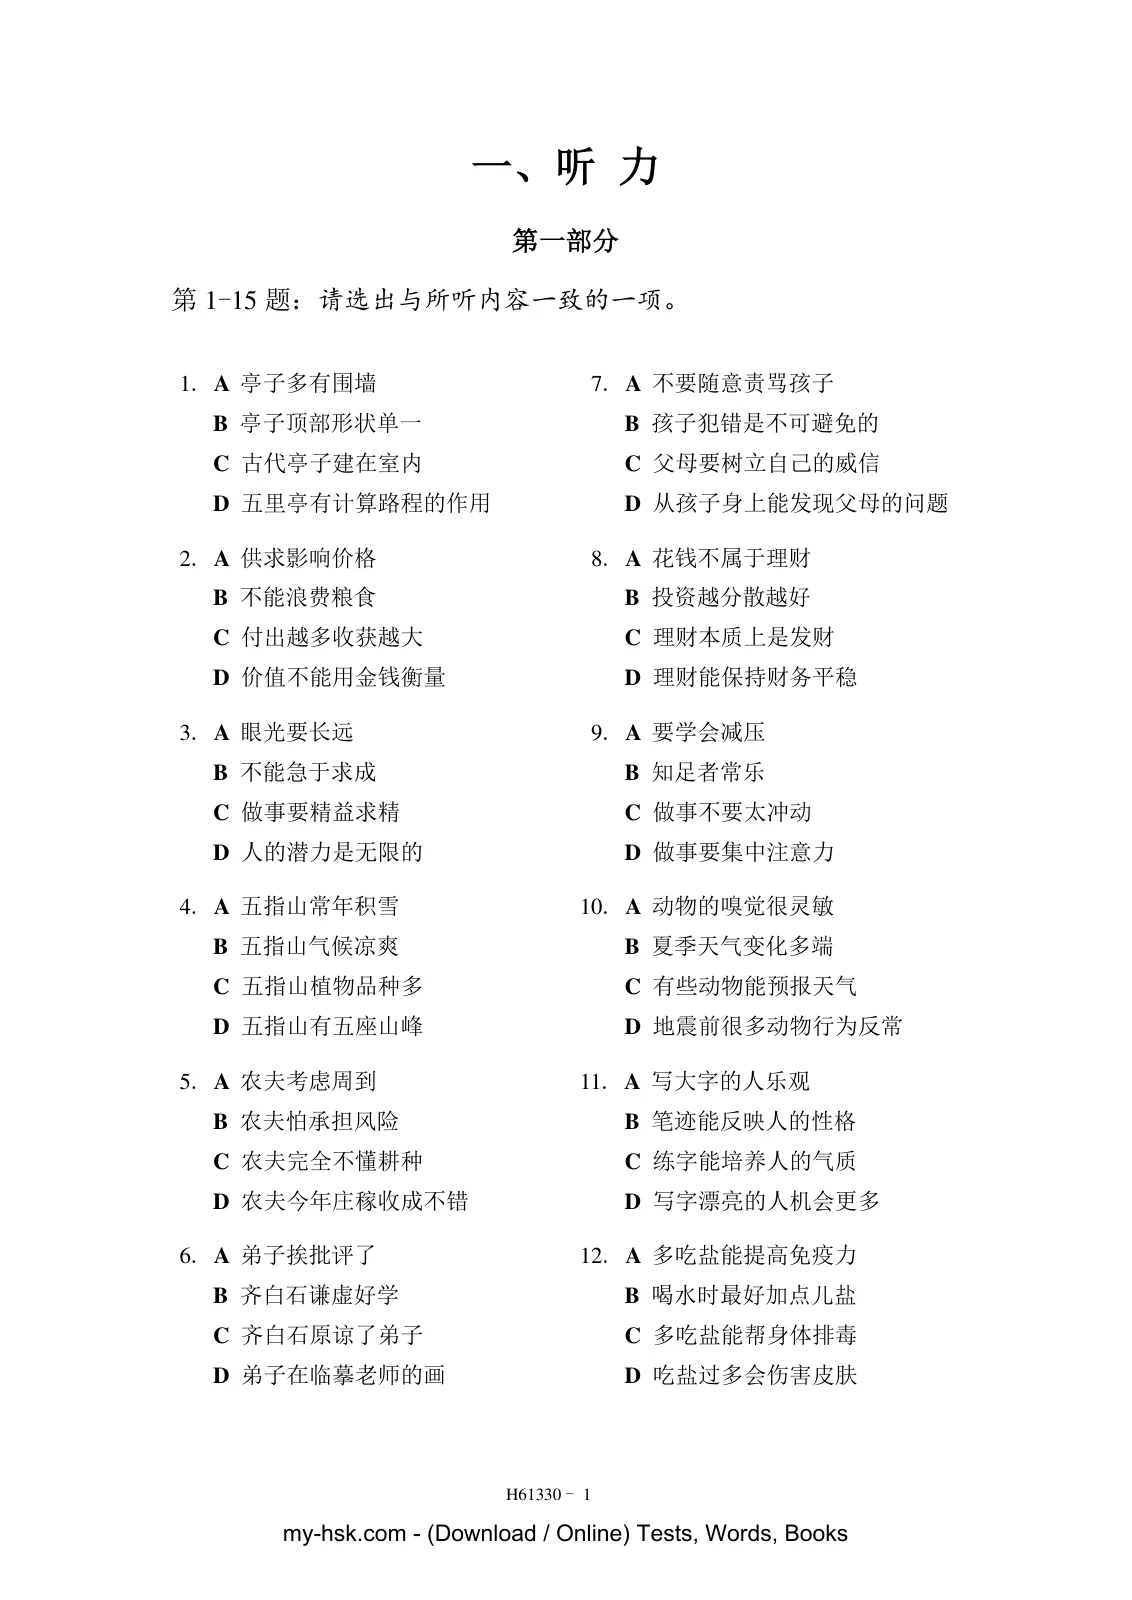 一、听 力
第一部分
第 1-15 题：请选出与所听内容一致的一项。
1. A 亭子多有围墙
B 亭子顶部形状单一
C 古代亭子建在室内
D 五里亭有计算路程的作用
2. A 供求影响价格
B 不能浪费粮食
C 付出越多收获越大
D 价值不能用金钱衡量
3. A 眼光要长远
B 不能急于求成
C 做事要精益求精
D 人的潜力是无限的
4. A 五指山常年积雪
B 五指山气候凉爽
C 五指山植物品种多
D 五指山有五座山峰
5. A 农夫考虑周到
B 农夫怕承担风险
C 农夫完全不懂耕种
D 农夫今年庄稼收成不错
6. A 弟子挨批评了
B 齐白石谦虚好学
C 齐白石原谅了弟子
D 弟子在临摹老师的画
7. A 不要随意责骂孩子
B 孩子犯错是不可避免的
C 父母要树立自己的威信
D 从孩子身上能发现父母的问题
8. A 花钱不属于理财
B 投资越分散越好
C 理财本质上是发财
D 理财能保持财务平稳
9. A 要学会减压
B 知足者常乐
C 做事不要太冲动
D 做事要集中注意力
10. A 动物的嗅觉很灵敏
B 夏季天气变化多端
C 有些动物能预报天气
D 地震前很多动物行为反常
11. A 写大字的人乐观
B 笔迹能反映人的性格
C 练字能培养人的气质
D 写字漂亮的人机会更多
12. A 多吃盐能提高免疫力
B 喝水时最好加点儿盐
C 多吃盐能帮身体排毒
D 吃盐过多会伤害皮肤
H61330 - 1
my-hsk.com - (Download / Online) Tests, Words, Books